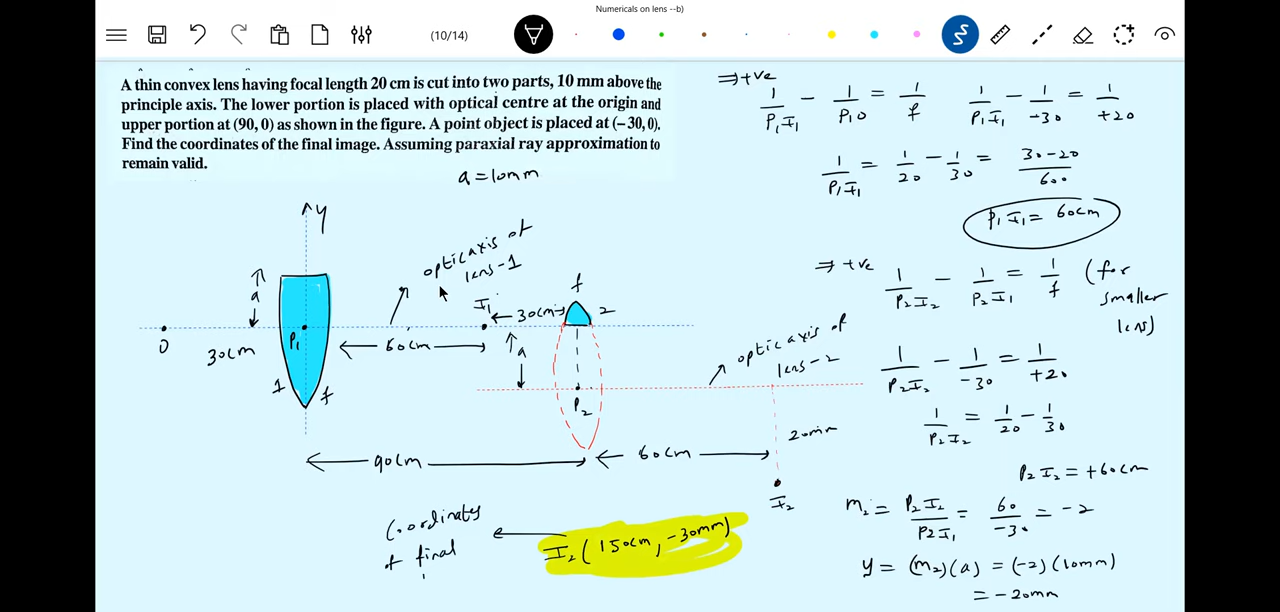 Numericals on lens --b)
(10/14)
A thin convex lens having focal length 20 cm is cut into two parts, 10 mm above the
principle axis. The lower portion is placed with optical centre at the origin and
upper portion at (90, 0) as shown in the figure. A point object is placed at (– 30, 0).
Find the coordinates of the final image. Assuming paraxial ray approximation to
remain valid.
a = 10mm
Y
optic axis of
lens-1
a
P₁
O
30cm
60cm
I₁
30cm
f
2
a
1
f
P₂
optic axis of
lens-2
20mm
90cm
60cm
I₂
Coordinates
of final
I₂ (150cm, -30mm)
⇒ +ve
1/P₁I₁ - 1/P₁O = 1/f
1/P₁I₁ - 1/-30 = 1/+20
1/P₁I₁ = 1/20 - 1/30 = 30-20/600
P₁I₁ = 60cm
⇒ +ve
1/P₂I₂ - 1/P₂I₁ = 1/f (for
smaller
lens)
1/P₂I₂ - 1/-30 = 1/+20
1/P₂I₂ = 1/20 - 1/30
P₂I₂ = +60cm
m₂ = P₂I₂/P₂I₁ = 60/-30 = -2
y = (m₂)(a) = (-2)(10mm)
= -20mm